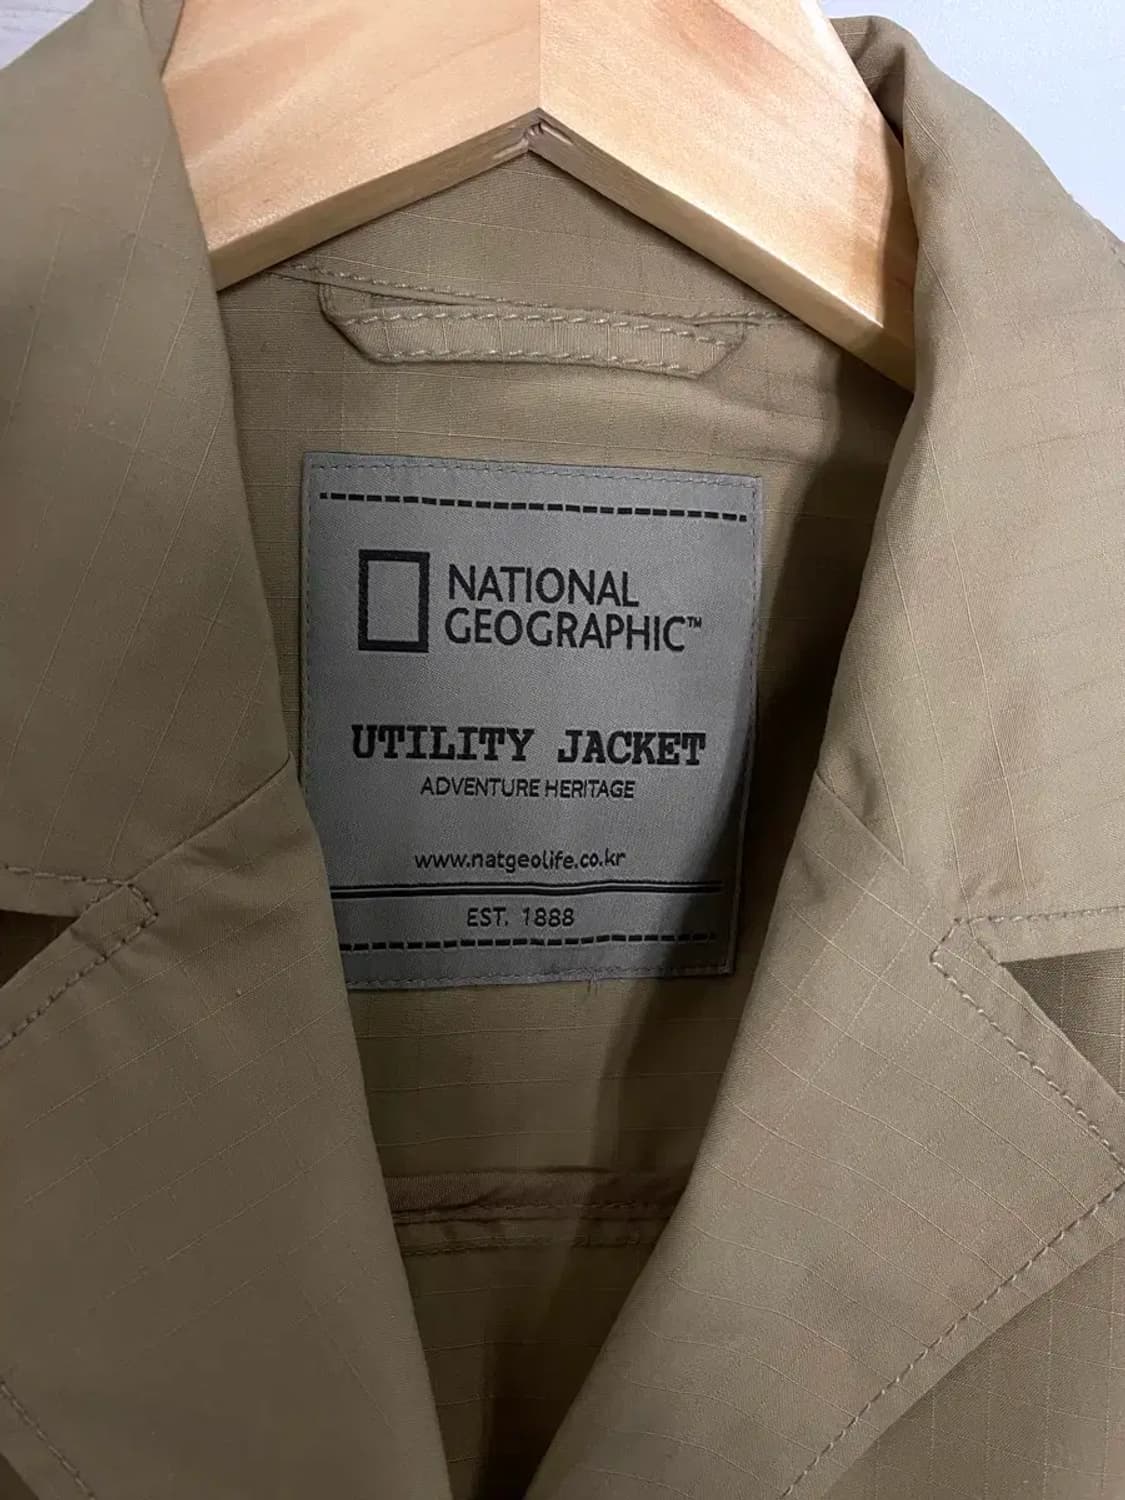 NATIONAL
GEOGRAPHIC™
UTILITY JACKET
ADVENTURE HERITAGE
www.natgeolife.co.kr
EST. 1888